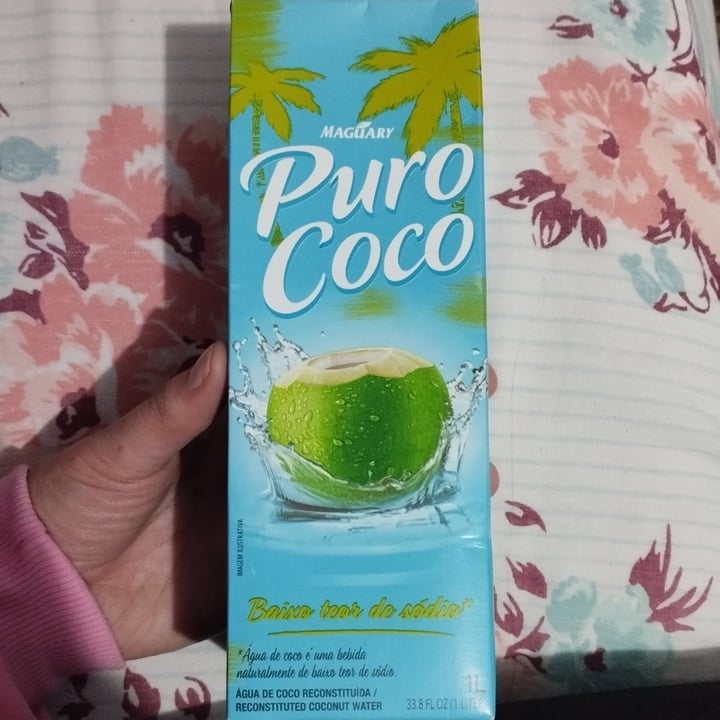 MAGUARY
Puro
Coco
IMAGEM ILUSTRATIVA
Baixo teor de sódio*
*Água de coco é uma bebida
naturalmente de baixo teor de sódio.
ÁGUA DE COCO RECONSTITUÍDA /
RECONSTITUTED COCONUT WATER
1L
33.8 FL OZ (1 LITER)